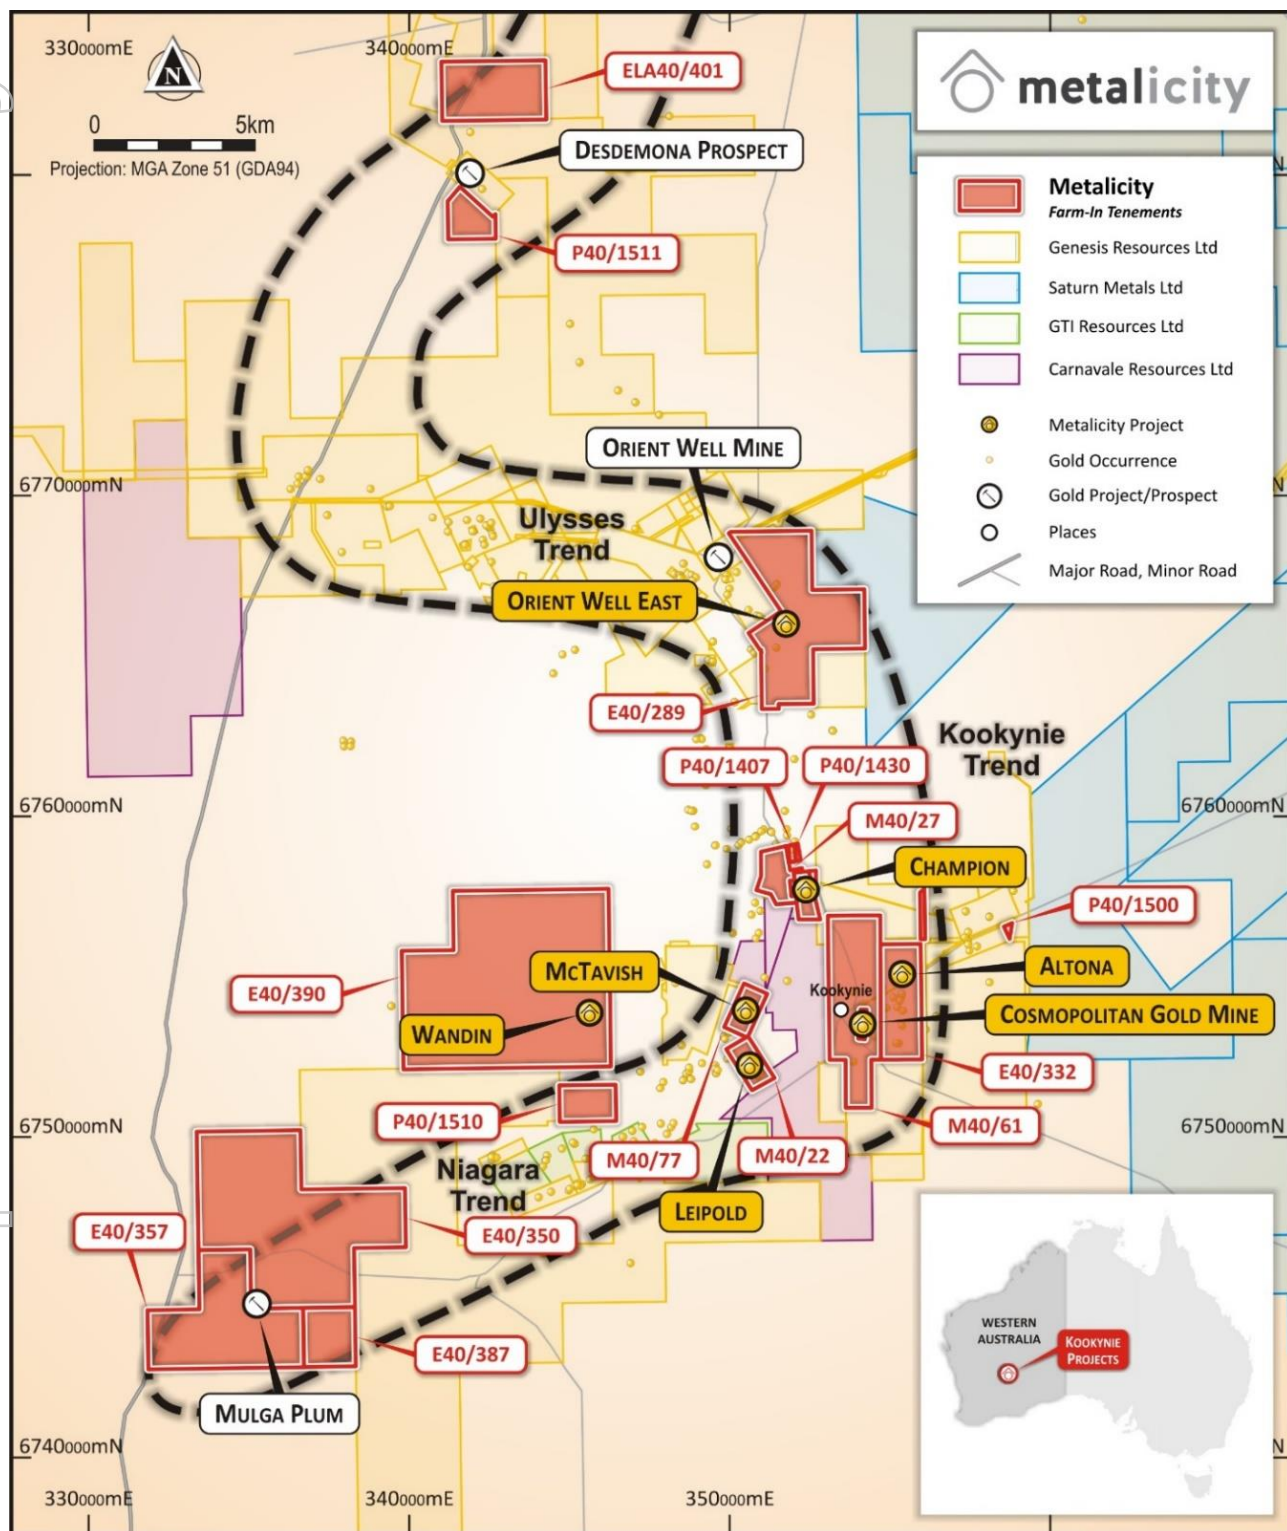 330000mE
340000mE
N
0 5km
Projection: MGA Zone 51 (GDA94)
ELA40/401
DESDEMONA PROSPECT
P40/1511
metalicity
Metalicity
Farm-In Tenements
Genesis Resources Ltd
Saturn Metals Ltd
GTI Resources Ltd
Carnavale Resources Ltd
Metalicity Project
Gold Occurrence
Gold Project/Prospect
Places
Major Road, Minor Road
N
ORIENT WELL MINE
6770000mN
N
Ulysses
Trend
ORIENT WELL EAST
E40/289
Kookynie
Trend
P40/1407
P40/1430
6760000mN
6760000mN
M40/27
CHAMPION
P40/1500
MCTAVISH
ALTONA
E40/390
Kookynie
WANDIN
COSMOPOLITAN GOLD MINE
E40/332
P40/1510
M40/61
6750000mN
6750000mN
M40/77
M40/22
Niagara
Trend
LEIPOLD
E40/357
E40/350
E40/387
MULGA PLUM
WESTERN
AUSTRALIA
KOOKYNIE
PROJECTS
6740000mN
N
330000mE
340000mE
350000mE